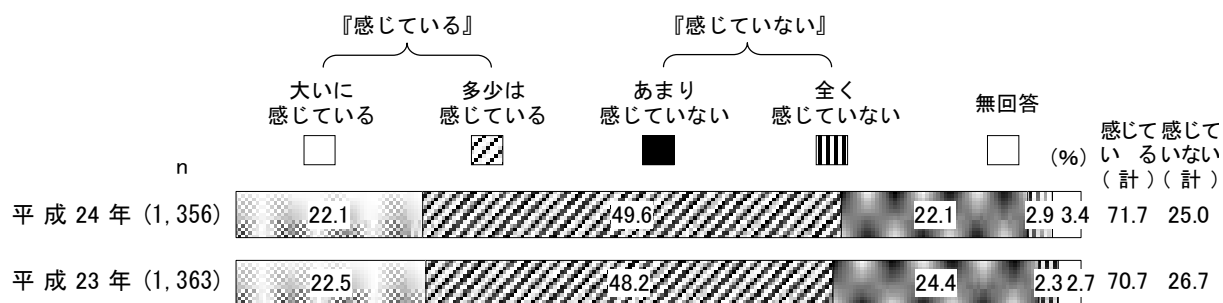 『感じている』 『感じていない』
大いに 多少は あまり 全く 無回答
感じている 感じている 感じていない 感じていない
感じて 感じて
n (%) い る いない
(計) (計)
平成24年 (1,356) 22.1 49.6 22.1 2.9 3.4 71.7 25.0
平成23年 (1,363) 22.5 48.2 24.4 2.3 2.7 70.7 26.7